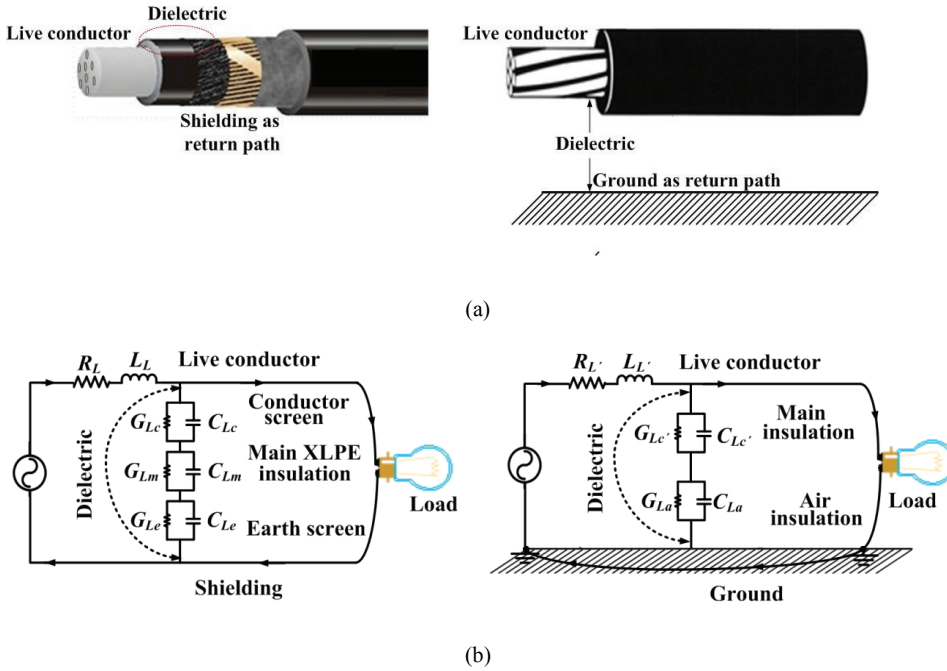 Dielectric
Live conductor
Shielding as
return path
Live conductor
Dielectric
Ground as return path
(a)
R_L
L_L
Live conductor
Conductor
screen
G_Lc
C_Lc
Dielectric
Main XLPE
insulation
G_Lm
C_Lm
G_Le
C_Le
Earth screen
Load
Shielding
R_L′
L_L′
Live conductor
Main
insulation
G_Lc′
C_Lc′
Dielectric
G_La
C_La
Air
insulation
Load
Ground
(b)